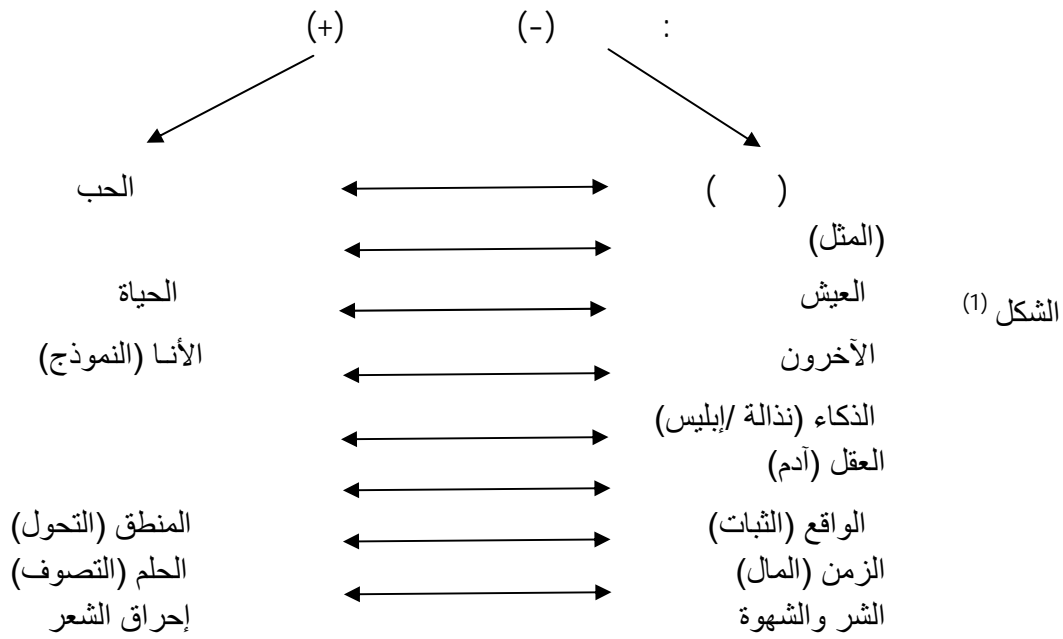 : (-) (+)
( ) الحب
(المثل)
العيش الحياة
الشكل (1)
الآخرون الأنـا (النموذج)
الذكاء (نذالة /إبليس)
العقل (آدم)
الواقع (الثبات) المنطق (التحول)
الزمن (المال) الحلم (التصوف)
الشر والشهوة إحراق الشعر